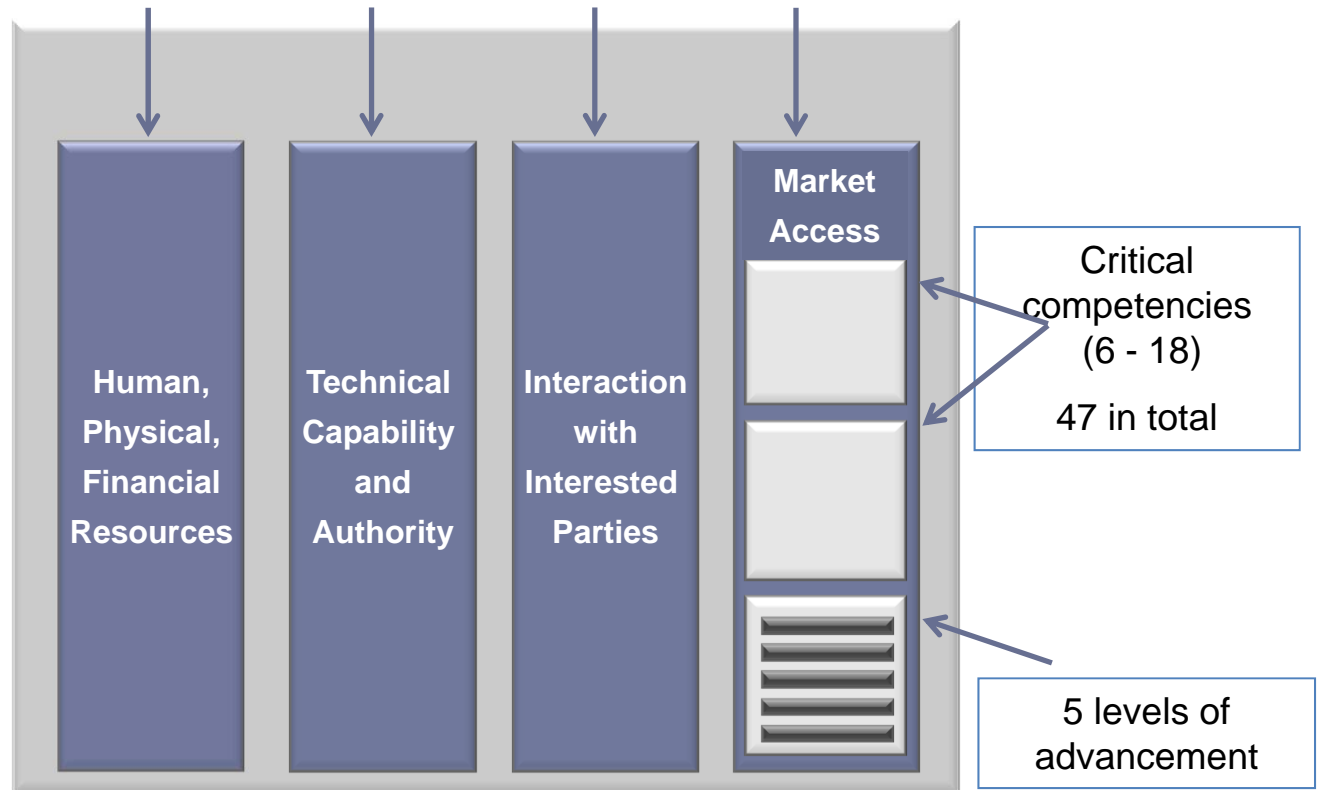 Human,
Physical,
Financial
Resources
Technical
Capability
and
Authority
Interaction
with
Interested
Parties
Market
Access
Critical
competencies
(6 - 18)
47 in total
5 levels of
advancement